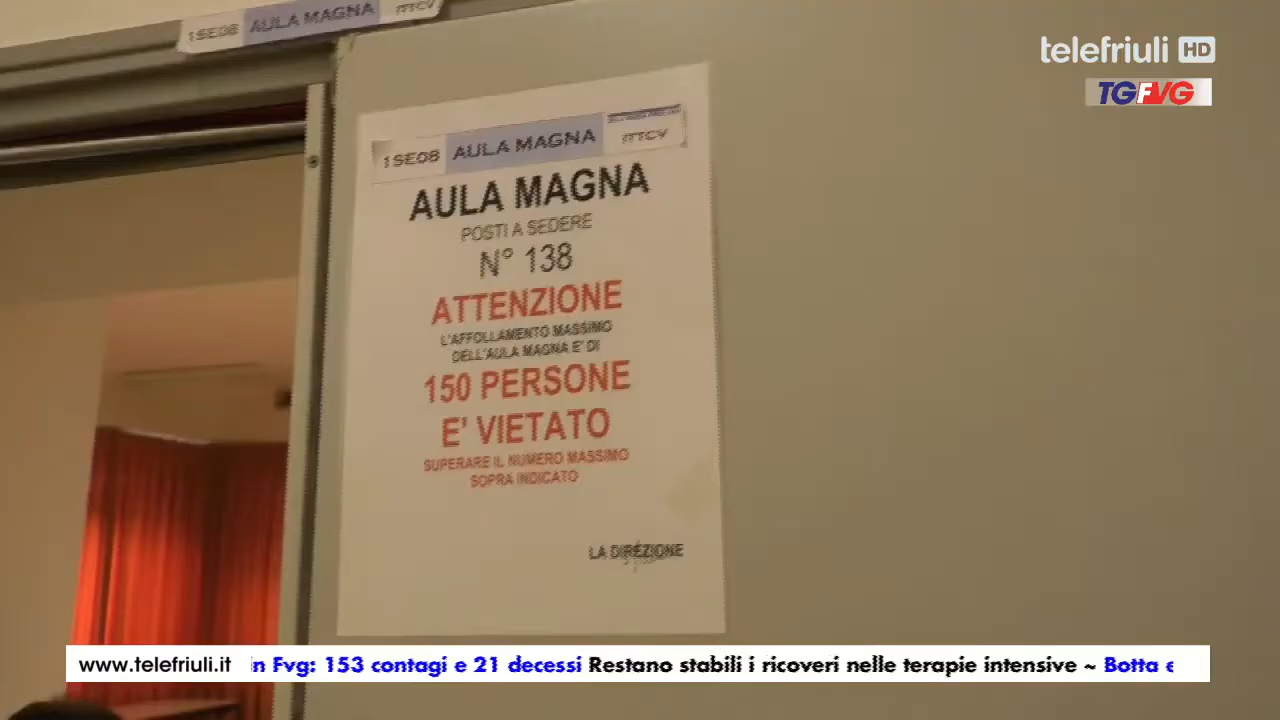 1SE08 AULA MAGNA ITTCV
telefriuli HD
TGFVG
1SE08 AULA MAGNA ITTCV
AULA MAGNA
POSTI A SEDERE
N° 138
ATTENZIONE
L'AFFOLLAMENTO MASSIMO
DELL'AULA MAGNA E' DI
150 PERSONE
E' VIETATO
SUPERARE IL NUMERO MASSIMO
SOPRA INDICATO
LA DIREZIONE
www.telefriuli.it in Fvg: 153 contagi e 21 decessi Restano stabili i ricoveri nelle terapie intensive ~ Botta e